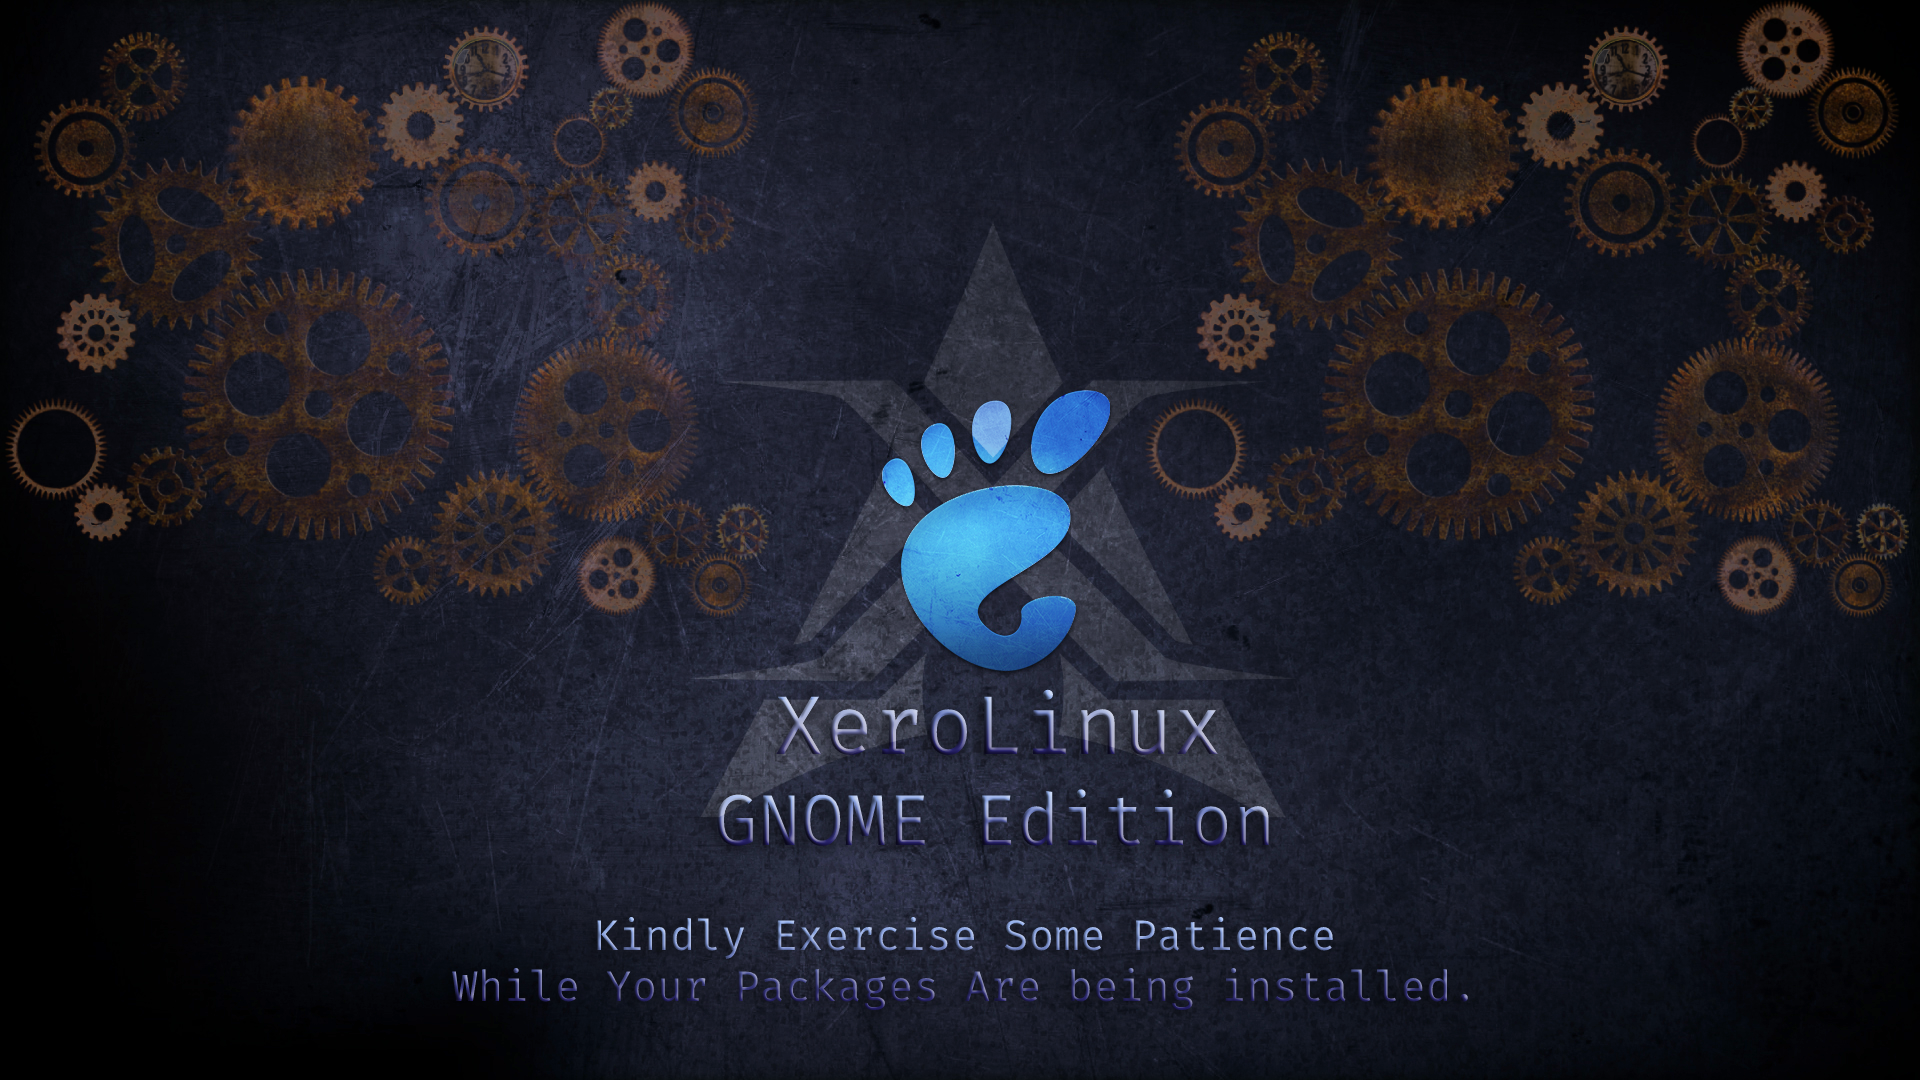 XeroLinux
GNOME Edition
Kindly Exercise Some Patience
While Your Packages Are being installed.